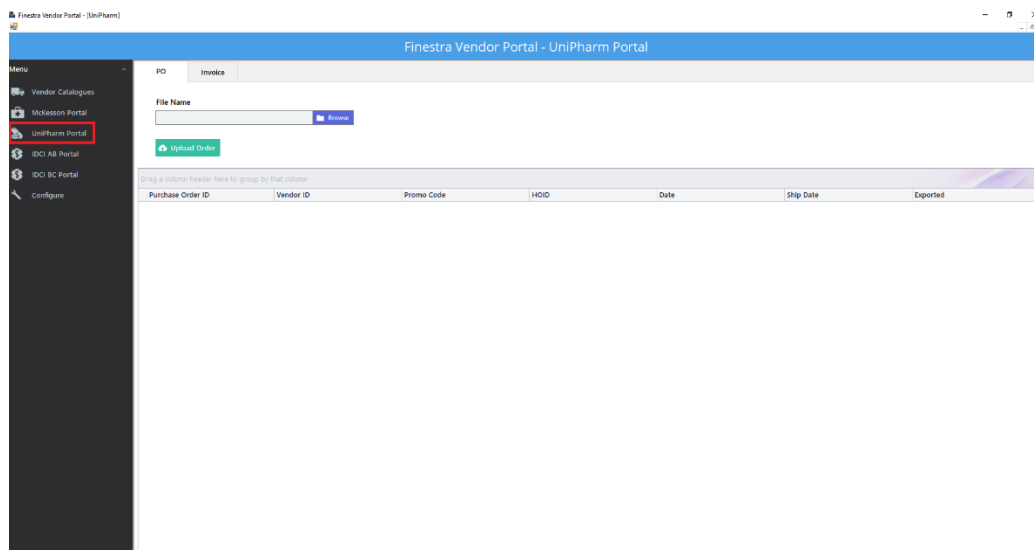 Finestra Vendor Portal - [UniPharm]
Finestra Vendor Portal - UniPharm Portal
Menu
Vendor Catalogues
McKesson Portal
UniPharm Portal
IDCI AB Portal
IDCI BC Portal
Configure
PO Invoice
File Name
Browse
Upload Order
Drag a column header here to group by that column
Purchase Order ID Vendor ID Promo Code HOID Date Ship Date Exported